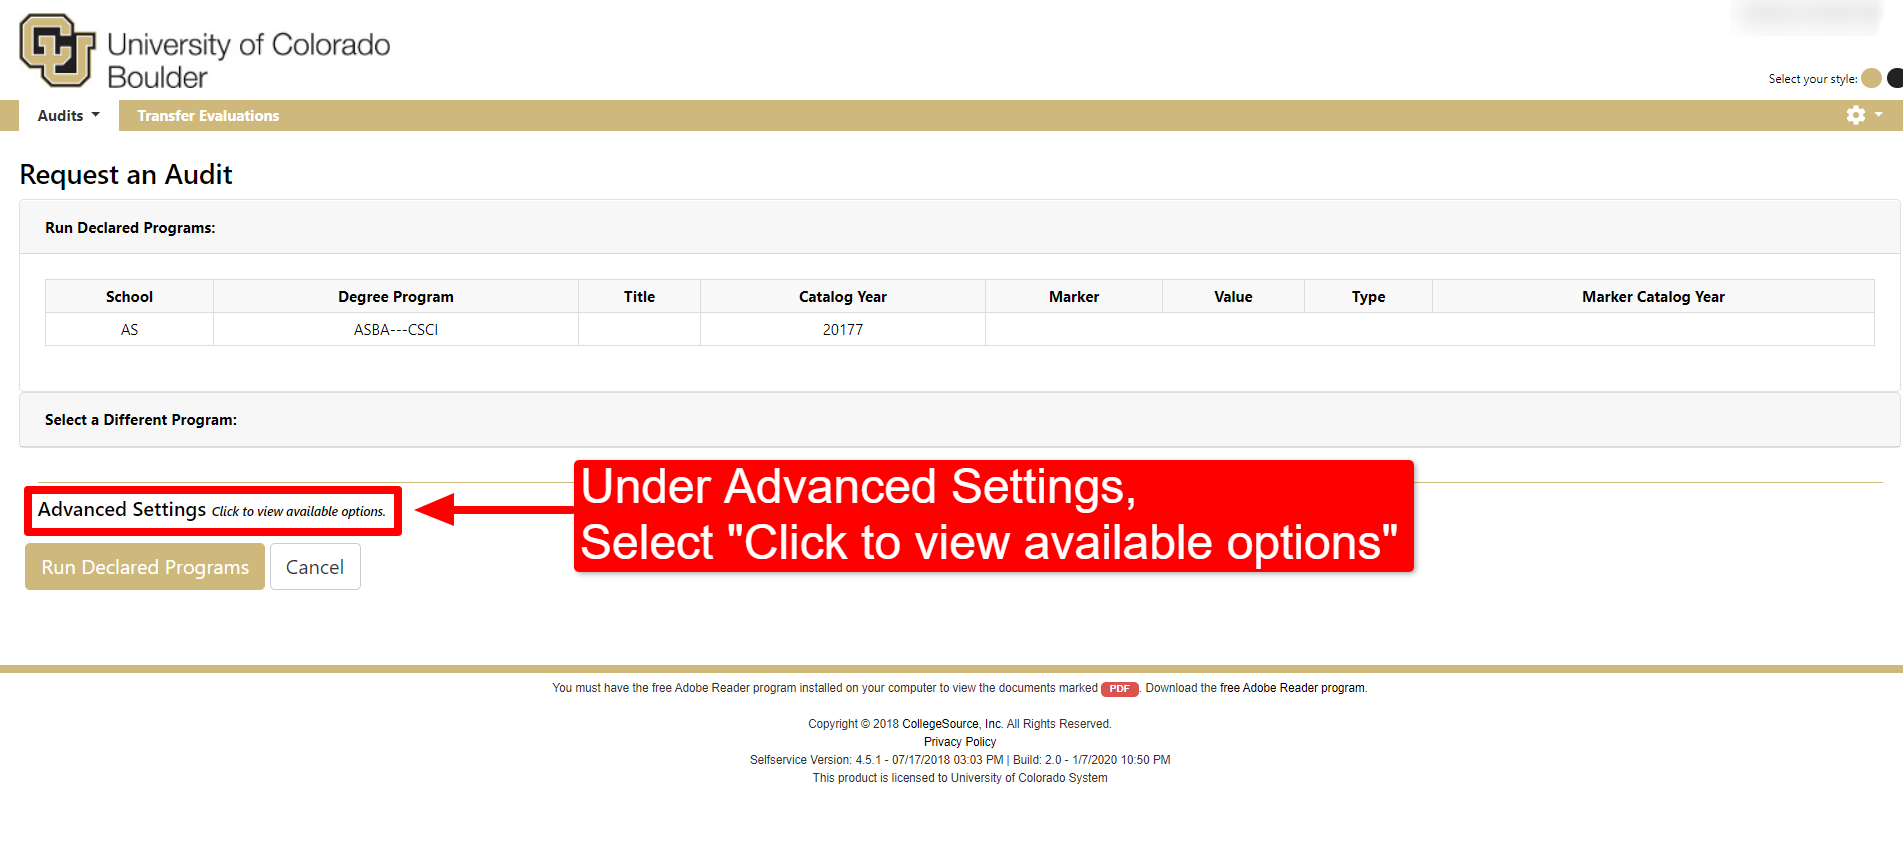 University of Colorado
Boulder
Select your style:
Audits
Transfer Evaluations
Request an Audit
Run Declared Programs:
School Degree Program Title Catalog Year Marker Value Type Marker Catalog Year
AS ASBA---CSCI 20177
Select a Different Program:
Under Advanced Settings,
Select "Click to view available options"
Advanced Settings Click to view available options.
Run Declared Programs Cancel
You must have the free Adobe Reader program installed on your computer to view the documents marked PDF. Download the free Adobe Reader program.
Copyright © 2018 CollegeSource, Inc. All Rights Reserved.
Privacy Policy
Selfservice Version: 4.5.1 - 07/17/2018 03:03 PM | Build: 2.0 - 1/7/2020 10:50 PM
This product is licensed to University of Colorado System